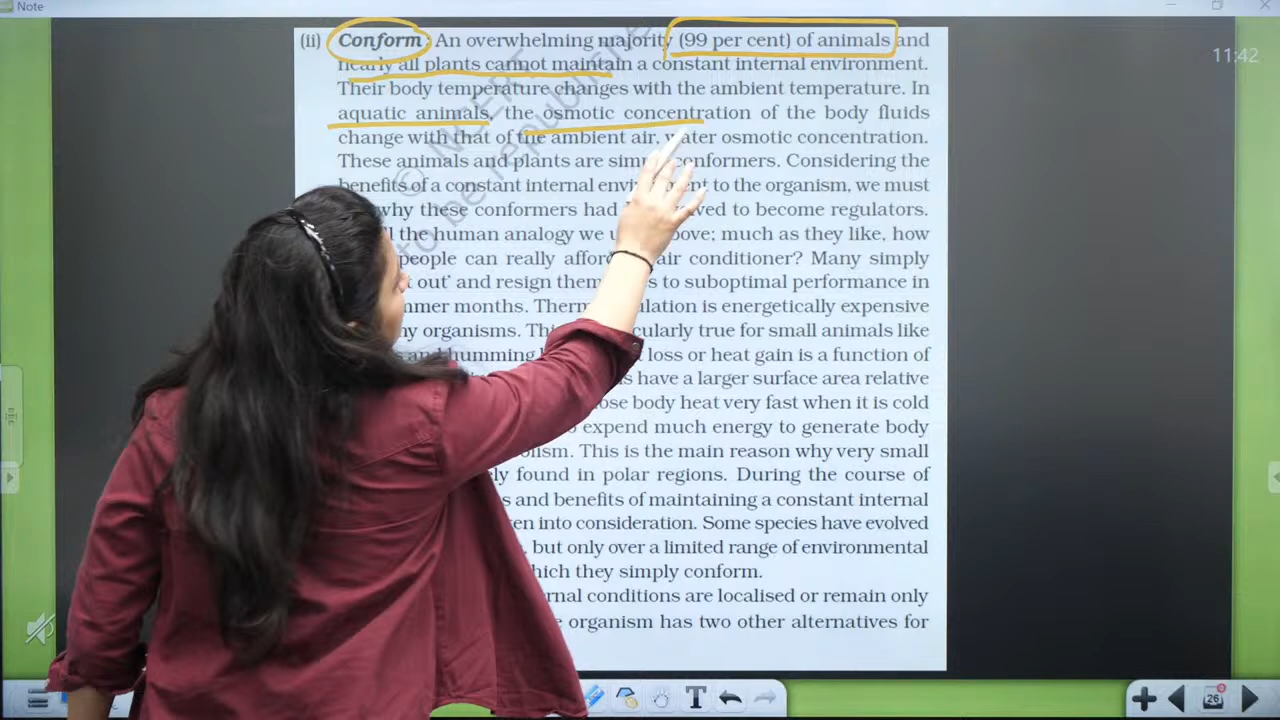 Note
(ii) Conform: An overwhelming majority (99 per cent) of animals and
nearly all plants cannot maintain a constant internal environment.
Their body temperature changes with the ambient temperature. In
aquatic animals, the osmotic concentration of the body fluids
change with that of the ambient air, water osmotic concentration.
These animals and plants are simply conformers. Considering the
benefits of a constant internal environment to the organism, we must
why these conformers had evolved to become regulators.
the human analogy we used above; much as they like, how
people can really afford air conditioner? Many simply
out' and resign themselves to suboptimal performance in
summer months. Thermoregulation is energetically expensive
organisms. This particularly true for small animals like
and humming loss or heat gain is a function of
have a larger surface area relative
lose body heat very fast when it is cold
expend much energy to generate body
This is the main reason why very small
found in polar regions. During the course of
and benefits of maintaining a constant internal
into consideration. Some species have evolved
, but only over a limited range of environmental
which they simply conform.
conditions are localised or remain only
organism has two other alternatives for
© NCERT
to be republished
11:42
T
26